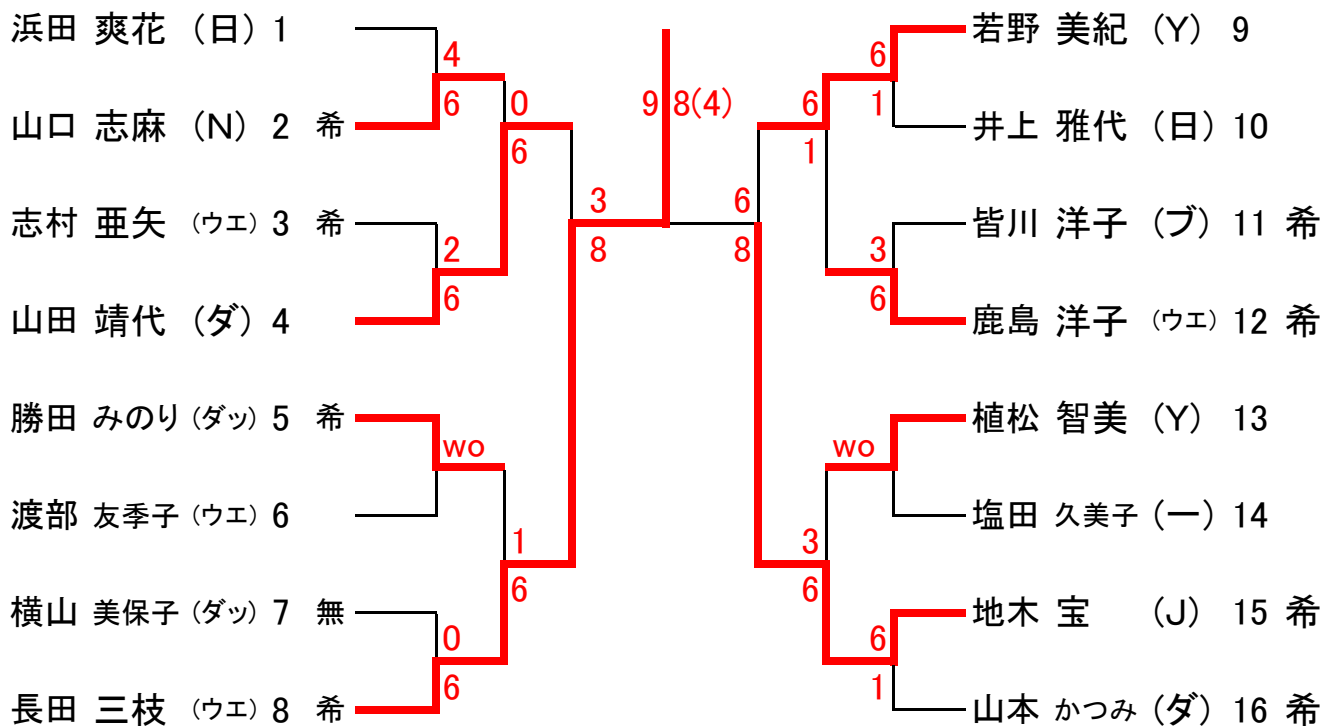 浜田 爽花 (日) 1
4
山口 志麻 (N) 2 希
6
0
6
志村 亜矢 (ウエ) 3 希
2
山田 靖代 (ダ) 4
6
3
8
勝田 みのり (ダッ) 5 希
wo
渡部 友季子 (ウエ) 6
1
6
横山 美保子 (ダッ) 7 無
0
長田 三枝 (ウエ) 8 希
6
9 8(4)
若野 美紀 (Y) 9
6
井上 雅代 (日) 10
1
6
1
皆川 洋子 (ブ) 11 希
3
鹿島 洋子 (ウエ) 12 希
6
6
8
植松 智美 (Y) 13
wo
塩田 久美子 (一) 14
3
6
地木 宝 (J) 15 希
6
山本 かつみ (ダ) 16 希
1